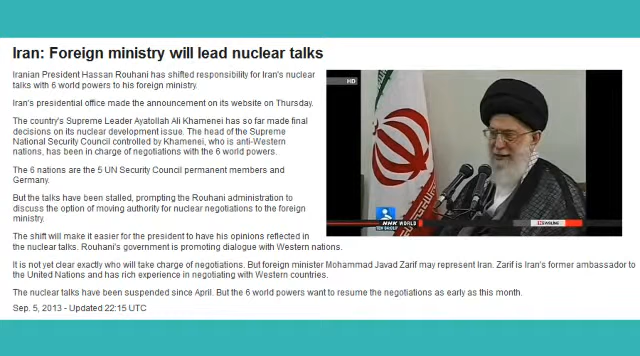 Iran: Foreign ministry will lead nuclear talks
Iranian President Hassan Rouhani has shifted responsibility for Iran's nuclear
talks with 6 world powers to his foreign ministry.
Iran's presidential office made the announcement on its website on Thursday.
The country's Supreme Leader Ayatollah Ali Khamenei has so far made final
decisions on its nuclear development issue. The head of the Supreme
National Security Council controlled by Khamenei, who is anti-Western
nations, has been in charge of negotiations with the 6 world powers.
The 6 nations are the 5 UN Security Council permanent members and
Germany.
But the talks have been stalled, prompting the Rouhani administration to
discuss the option of moving authority for nuclear negotiations to the foreign
ministry.
The shift will make it easier for the president to have his opinions reflected in
the nuclear talks. Rouhani's government is promoting dialogue with Western nations.
It is not yet clear exactly who will take charge of negotiations. But foreign minister Mohammad Javad Zarif may represent Iran. Zarif is Iran's former ambassador to
the United Nations and has rich experience in negotiating with Western countries.
The nuclear talks have been suspended since April. But the 6 world powers want to resume the negotiations as early as this month.
Sep. 5, 2013 - Updated 22:15 UTC
HD
NHK WORLD
NEWSLINE